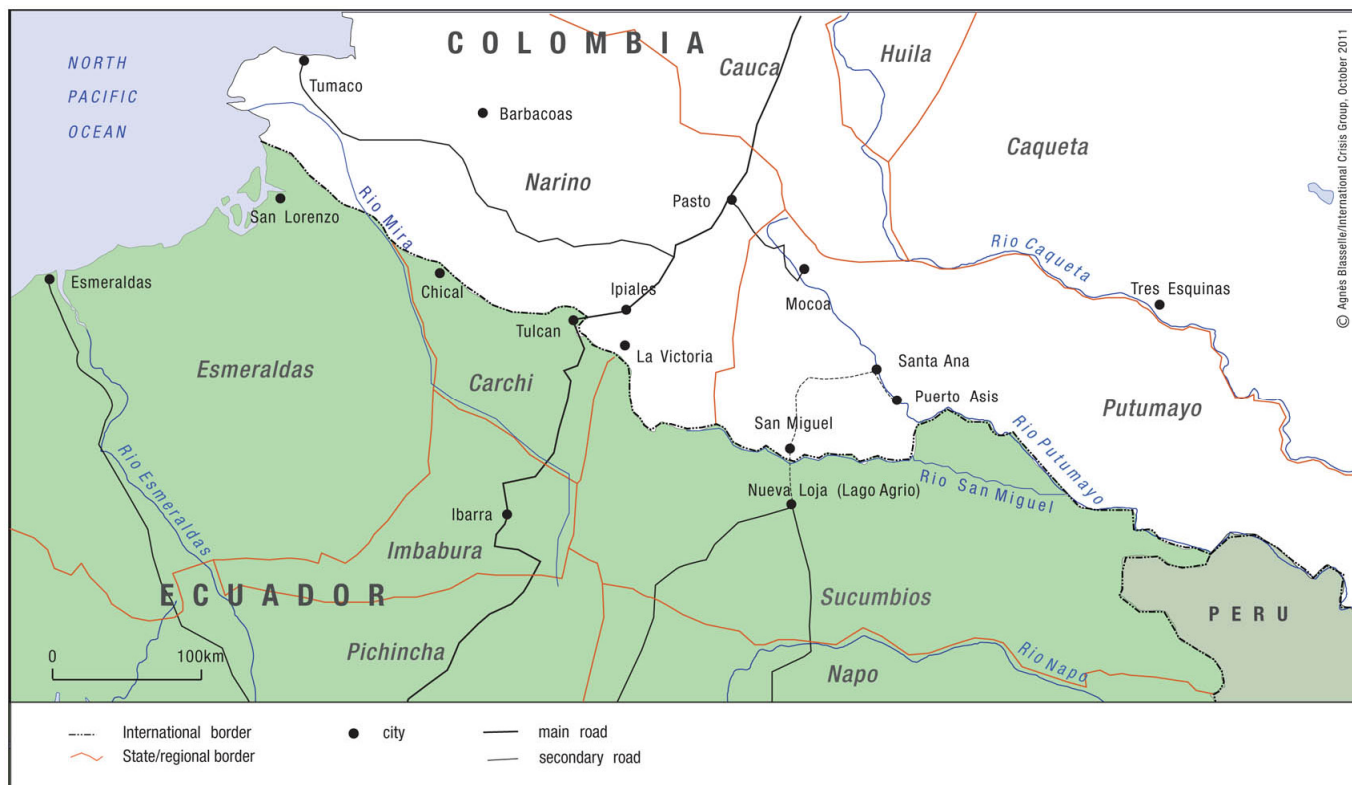 COLOMBIA
NORTH
PACIFIC
OCEAN
Tumaco
Barbacoas
Cauca
Huila
Caqueta
Narino
Pasto
San Lorenzo
Rio Mira
Esmeraldas
Chical
Ipiales
Mocoa
Rio Caqueta
Tres Esquinas
Tulcan
La Victoria
Santa Ana
Puerto Asis
Esmeraldas
Carchi
San Miguel
Putumayo
Rio Putumayo
Rio San Miguel
Nueva Loja (Lago Agrio)
Rio Esmeraldas
Ibarra
Imbabura
ECUADOR
Sucumbios
PERU
Pichincha
Rio Napo
Napo
0 100km
International border
State/regional border
city
main road
secondary road
© Agnès Blasselle/International Crisis Group, October 2011